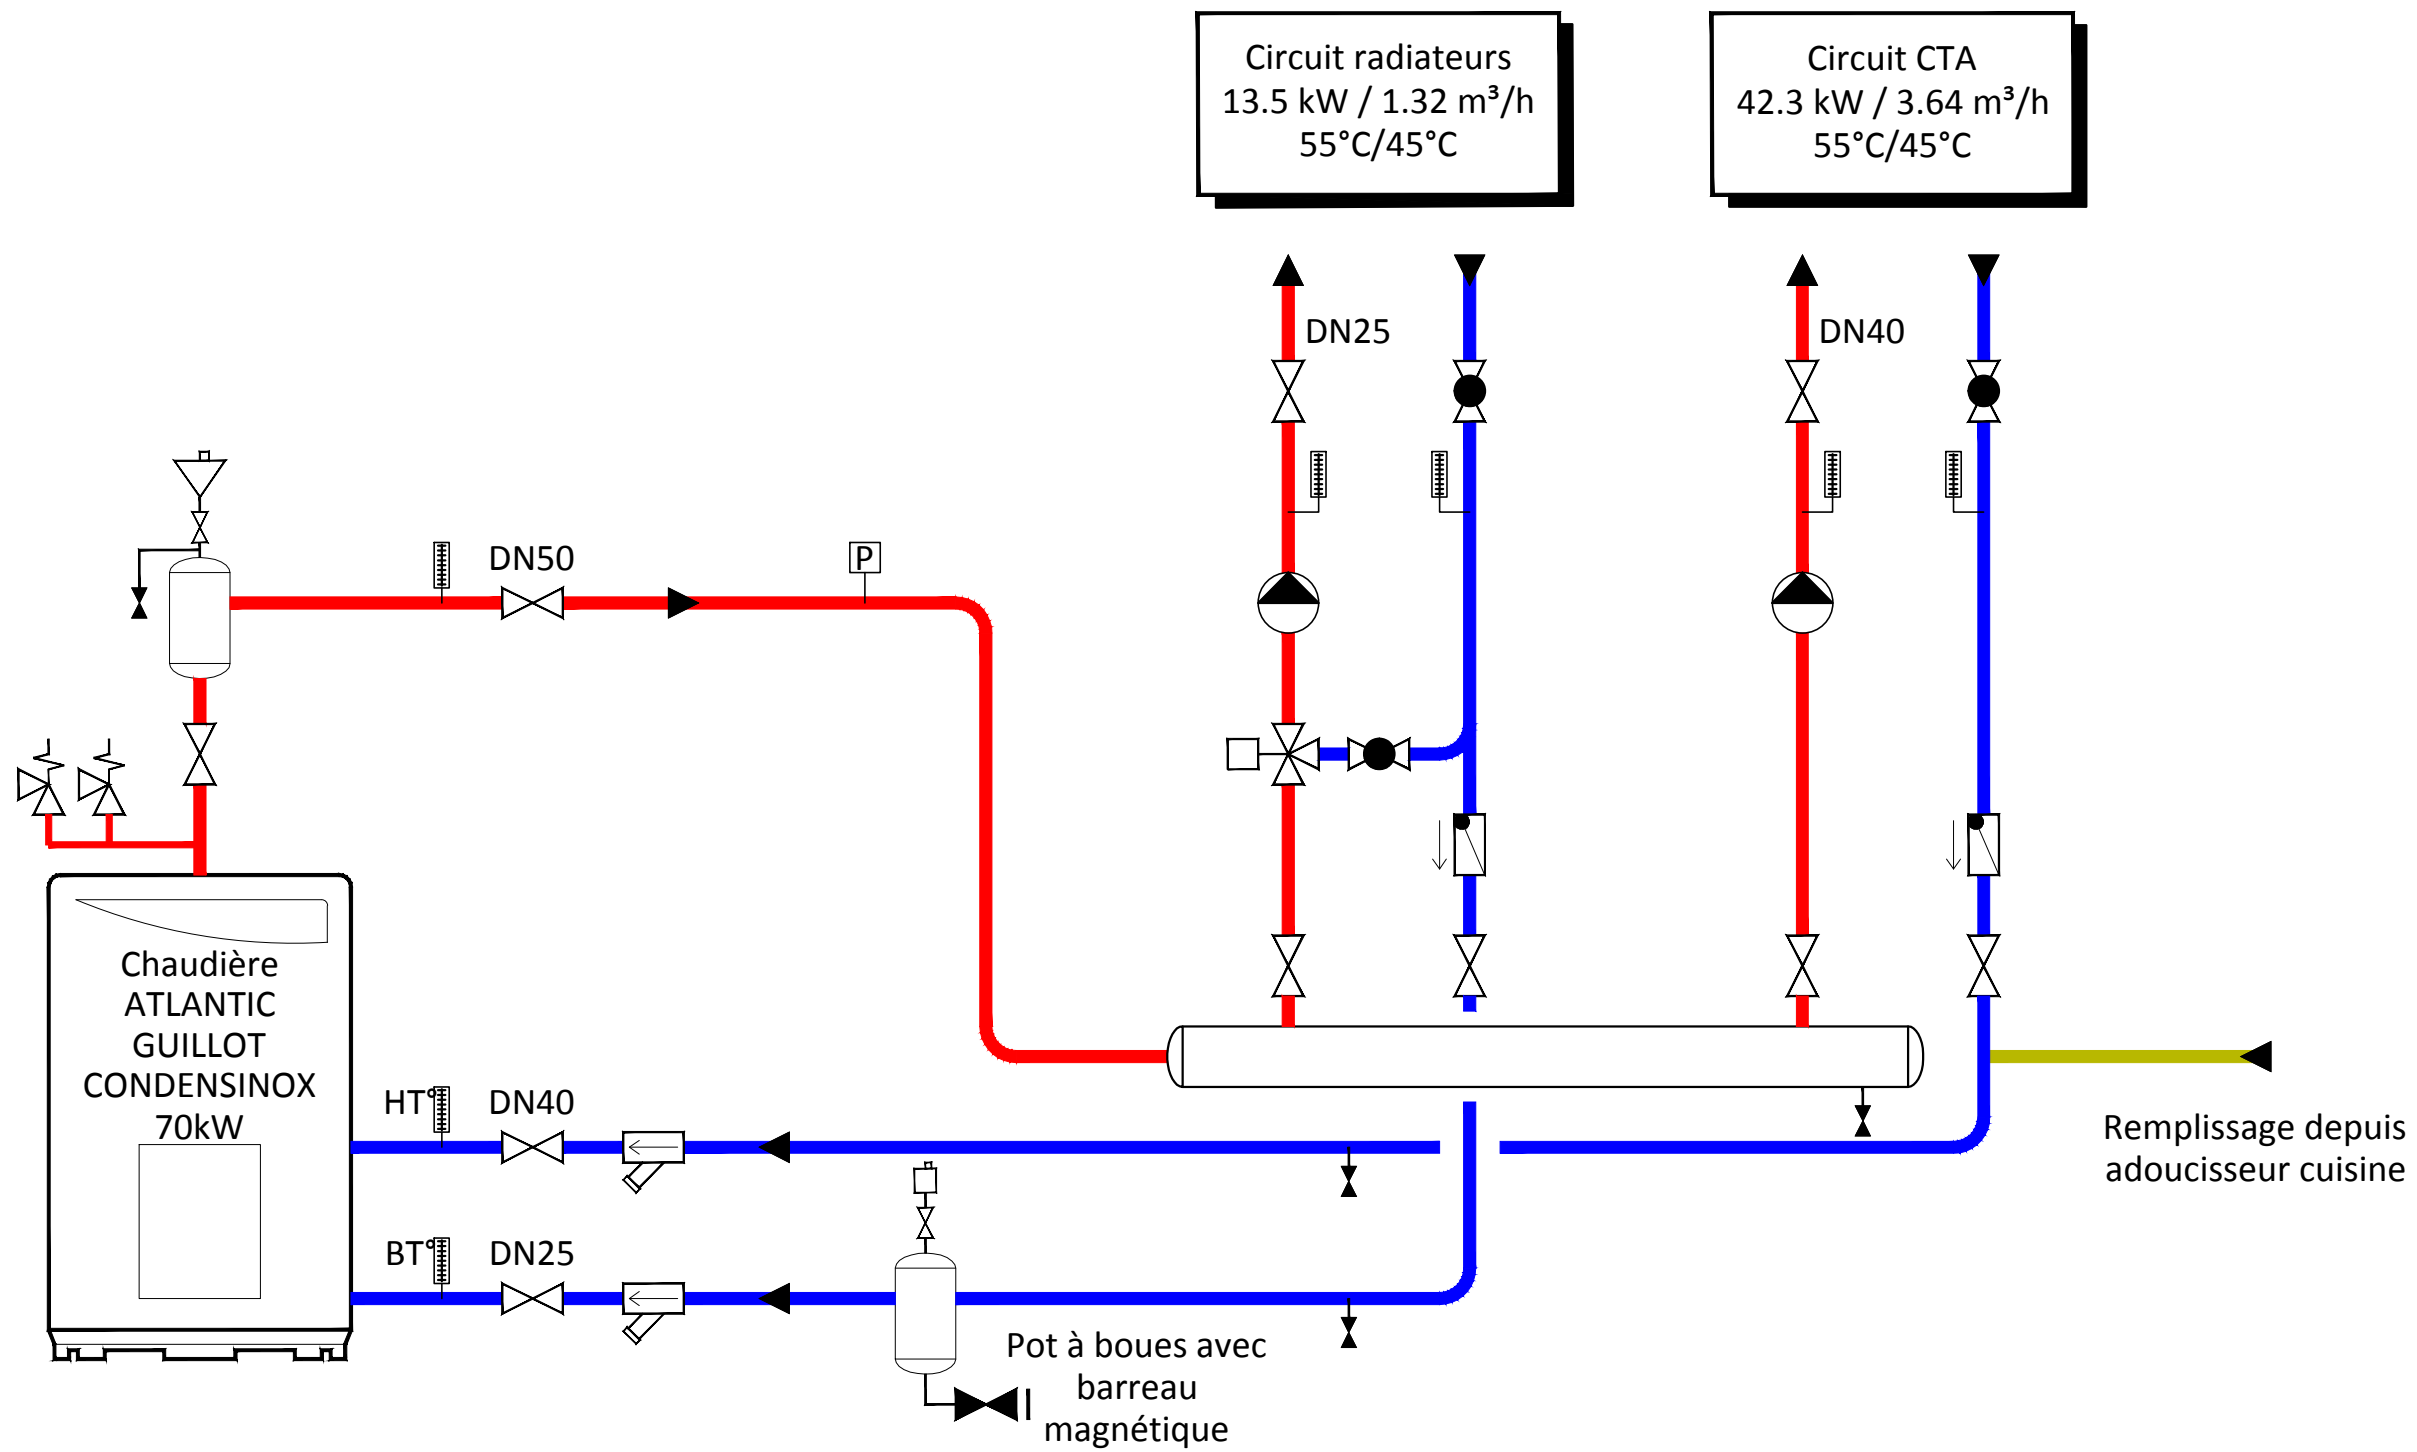 Circuit radiateurs
13.5 kW / 1.32 m³/h
55°C/45°C
Circuit CTA
42.3 kW / 3.64 m³/h
55°C/45°C
DN25
DN40
DN50
P
Chaudière
ATLANTIC
GUILLOT
CONDENSINOX
70kW
HT°
DN40
Remplissage depuis
adoucisseur cuisine
BT°
DN25
Pot à boues avec
barreau
magnétique